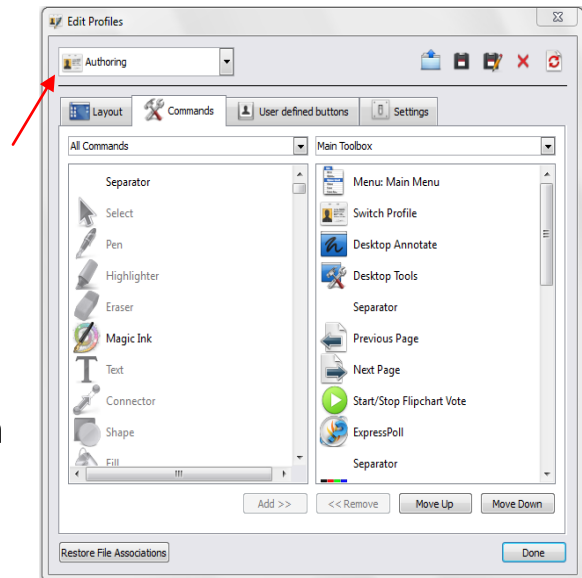 Edit Profiles
Authoring
Layout
Commands
User defined buttons
Settings
All Commands
Main Toolbox
Separator
Select
Pen
Highlighter
Eraser
Magic Ink
Text
Connector
Shape
Fill
Menu: Main Menu
Switch Profile
Desktop Annotate
Desktop Tools
Separator
Previous Page
Next Page
Start/Stop Flipchart Vote
ExpressPoll
Separator
Add >>
<< Remove
Move Up
Move Down
Restore File Associations
Done